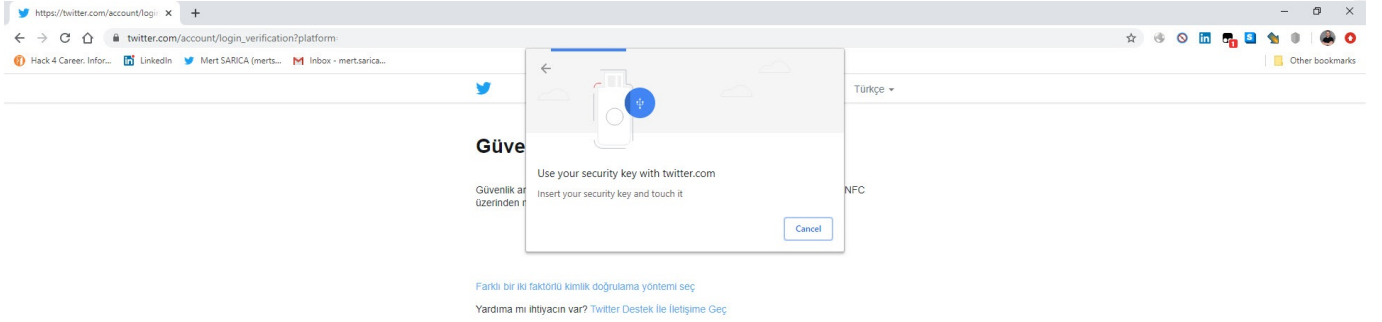 https://twitter.com/account/login
twitter.com/account/login_verification?platform=
Hack 4 Career. Infor... LinkedIn Mert SARICA (merts... Inbox - mert.sarica... Other bookmarks
Türkçe
Use your security key with twitter.com
Insert your security key and touch it
Cancel
Güve
Güvenlik an NFC
üzerinden
Farklı bir iki faktörlü kimlik doğrulama yöntemi seç
Yardıma mı ihtiyacın var? Twitter Destek İle İletişime Geç